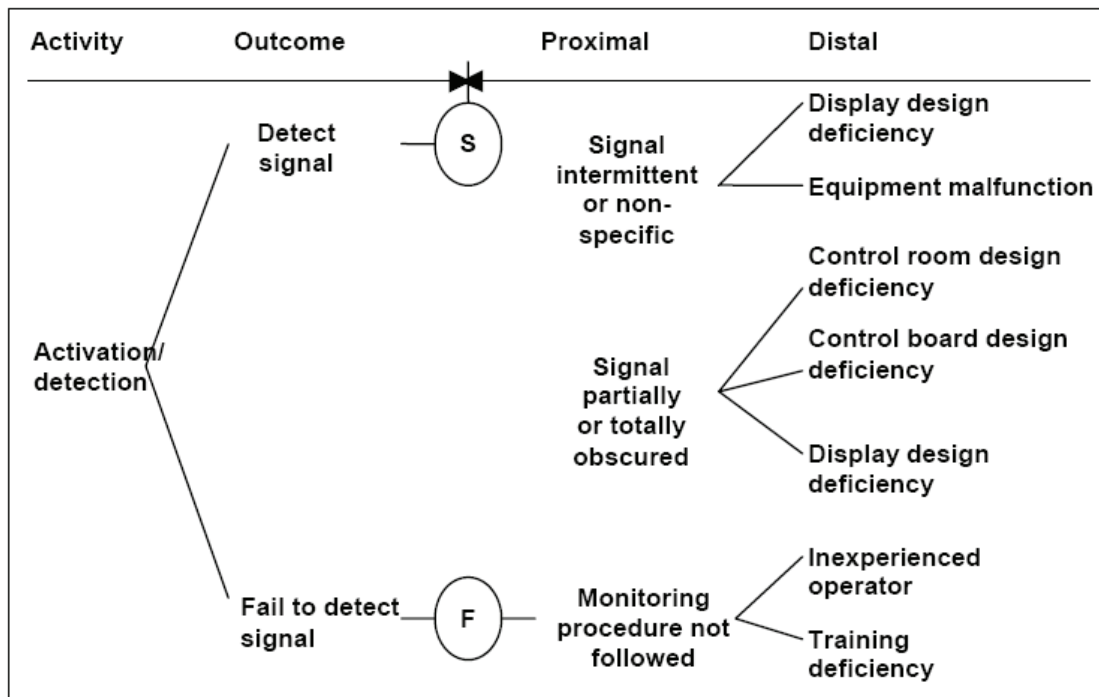 Activity Outcome Proximal Distal
Detect
signal
S
Signal
intermittent
or non-
specific
Display design
deficiency
Equipment malfunction
Activation/
detection
Signal
partially
or totally
obscured
Control room design
deficiency
Control board design
deficiency
Display design
deficiency
Fail to detect
signal
F
Monitoring
procedure not
followed
Inexperienced
operator
Training
deficiency